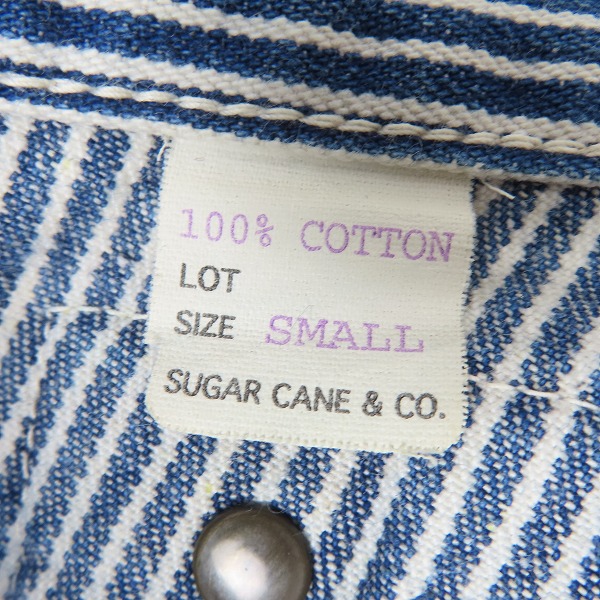 100% COTTON
LOT
SIZE SMALL
SUGAR CANE & CO.